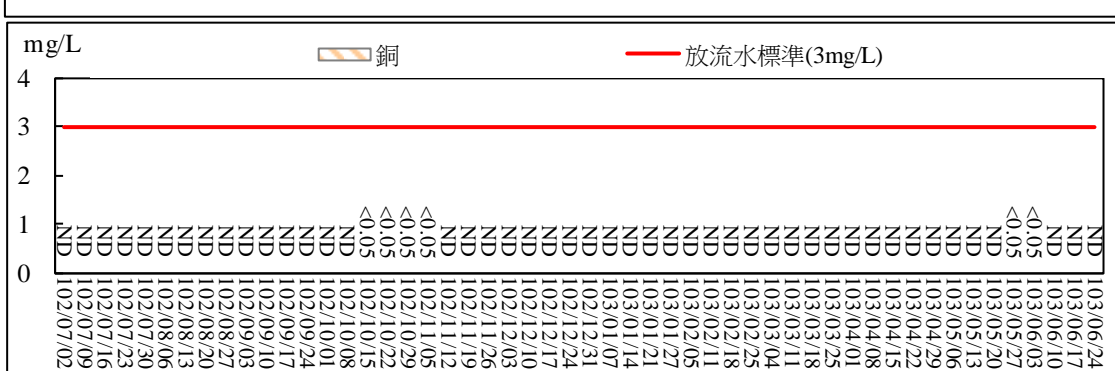 mg/L
銅 放流水標準(3mg/L)
4
3
2
1
0
ND ND ND ND ND ND ND ND ND ND ND ND ND ND ND <0.05 <0.05 <0.05 <0.05 ND ND ND ND ND ND ND ND ND ND ND ND ND ND ND ND ND ND ND ND ND ND ND ND ND ND ND ND <0.05 <0.05 ND ND ND
102/07/02 102/07/09 102/07/16 102/07/23 102/07/30 102/08/06 102/08/13 102/08/20 102/08/27 102/09/03 102/09/10 102/09/17 102/09/24 102/10/01 102/10/08 102/10/15 102/10/22 102/10/29 102/11/05 102/11/12 102/11/19 102/11/26 102/12/03 102/12/10 102/12/17 102/12/24 102/12/31 103/01/07 103/01/14 103/01/21 103/01/27 103/02/05 103/02/11 103/02/18 103/02/25 103/03/04 103/03/11 103/03/18 103/03/25 103/04/01 103/04/08 103/04/15 103/04/22 103/04/29 103/05/06 103/05/13 103/05/20 103/05/27 103/06/03 103/06/10 103/06/17 103/06/24